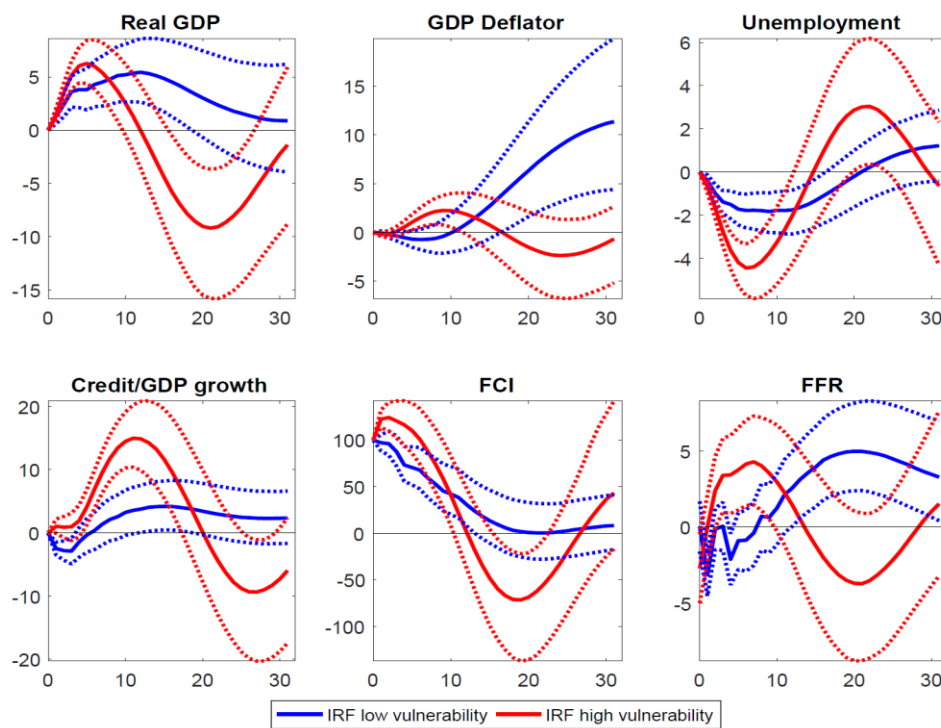 Real GDP
5
0
-5
-10
-15
0 10 20 30
GDP Deflator
20
15
10
5
0
-5
0 10 20 30
Unemployment
6
4
2
0
-2
-4
0 10 20 30
Credit/GDP growth
20
10
0
-10
-20
0 10 20 30
FCI
100
50
0
-50
-100
0 10 20 30
FFR
5
0
-5
0 10 20 30
IRF low vulnerability IRF high vulnerability